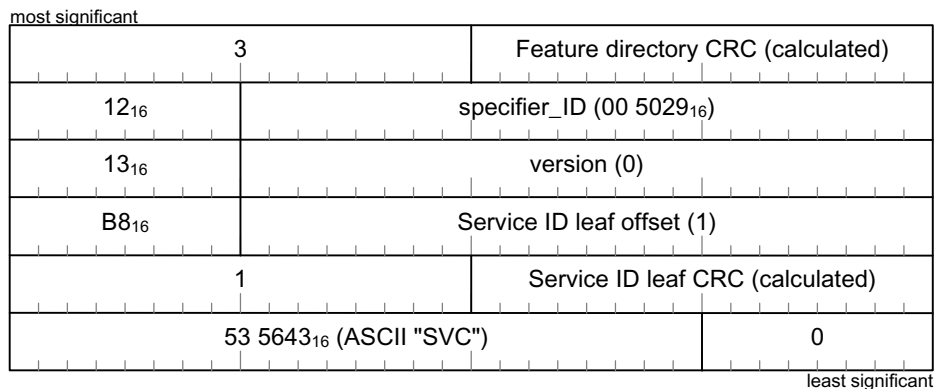 most significant
3 Feature directory CRC (calculated)
12₁₆ specifier_ID (00 5029₁₆)
13₁₆ version (0)
B8₁₆ Service ID leaf offset (1)
1 Service ID leaf CRC (calculated)
53 5643₁₆ (ASCII "SVC") 0
least significant